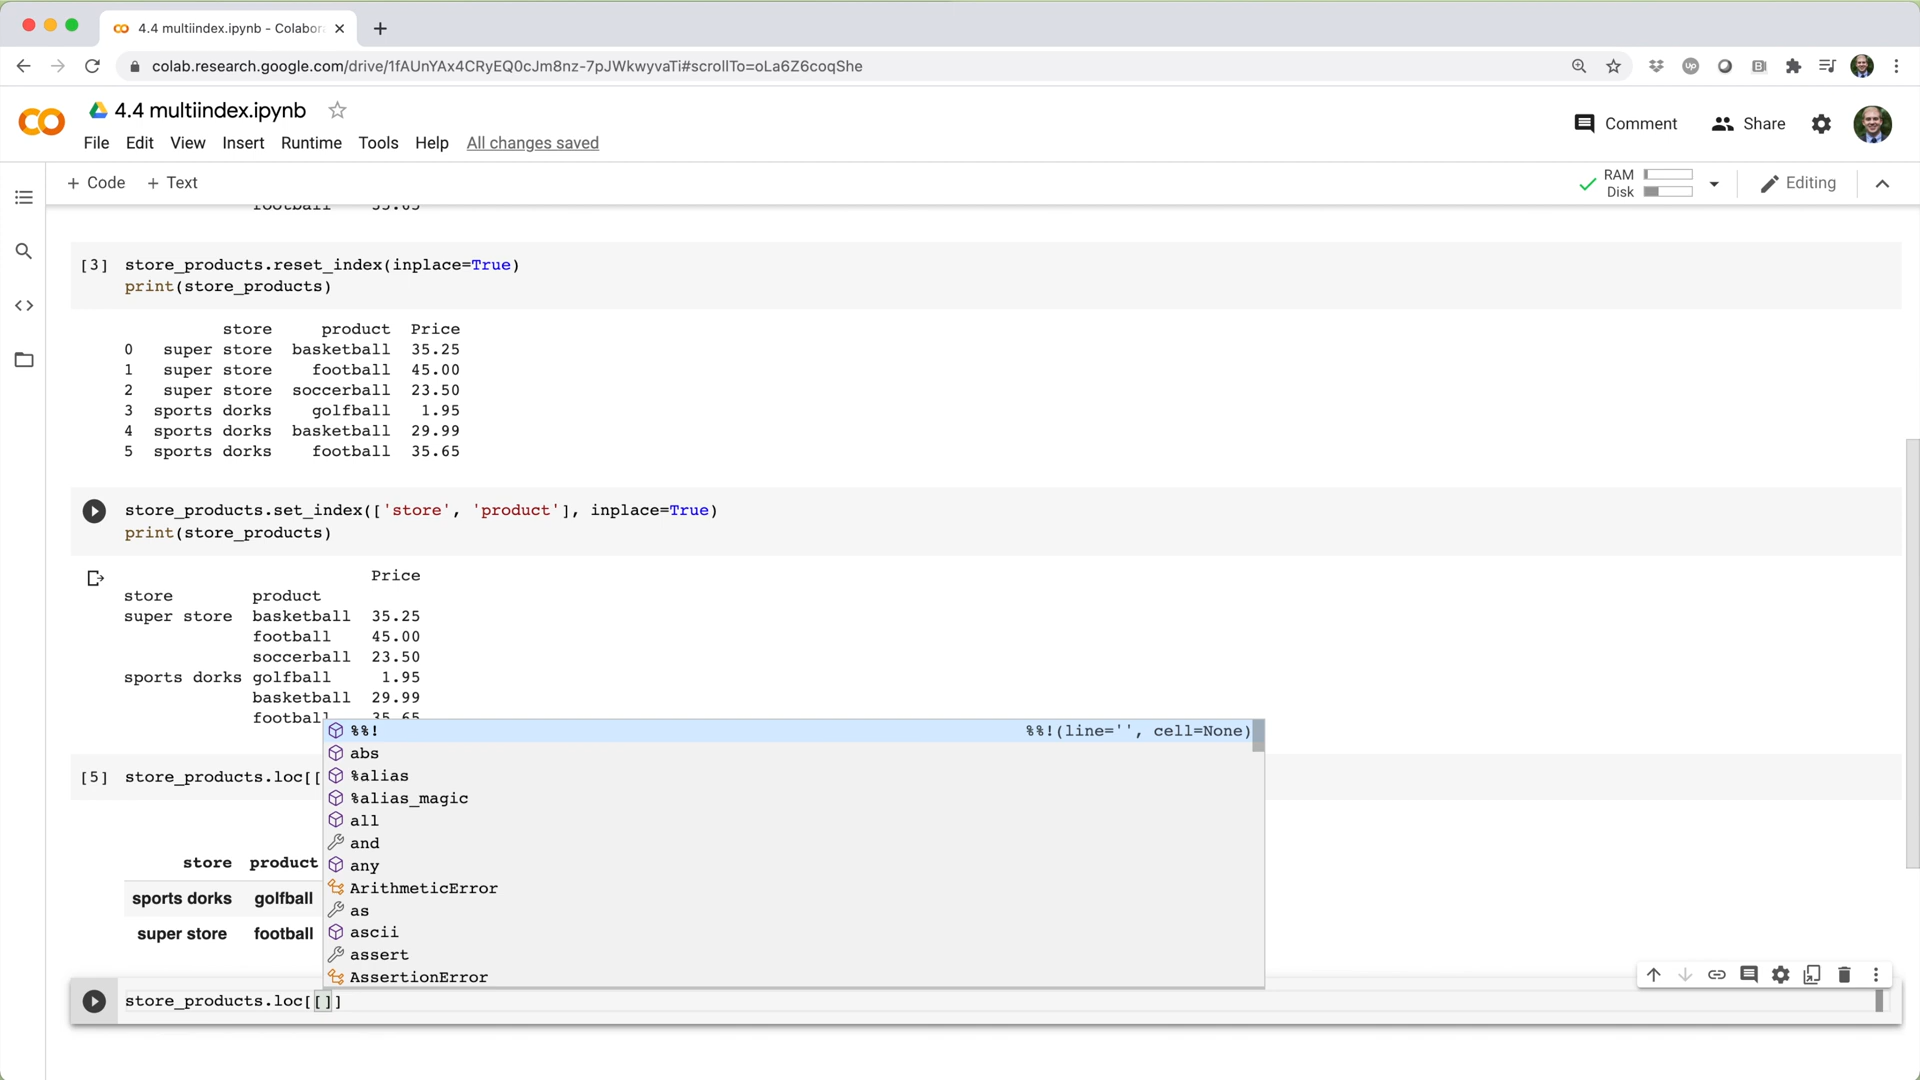 4.4 multiindex.ipynb - Colabora
colab.research.google.com/drive/1fAUnYAx4CRyEQ0cJm8nz-7pJWkwyvaTi#scrollTo=oLa6Z6coqShe
4.4 multiindex.ipynb
Comment
Share
File Edit View Insert Runtime Tools Help All changes saved
+ Code + Text
RAM
Disk
Editing
football 35.65
[3] store_products.reset_index(inplace=True)
print(store_products)
store product Price
0 super store basketball 35.25
1 super store football 45.00
2 super store soccerball 23.50
3 sports dorks golfball 1.95
4 sports dorks basketball 29.99
5 sports dorks football 35.65
store_products.set_index(['store', 'product'], inplace=True)
print(store_products)
Price
store product
super store basketball 35.25
football 45.00
soccerball 23.50
sports dorks golfball 1.95
basketball 29.99
football 35.65
%%! %%!(line='', cell=None)
abs
[5] store_products.loc[[
%alias
%alias_magic
all
and
store product
any
ArithmeticError
sports dorks golfball
as
super store football
ascii
assert
AssertionError
store_products.loc[[]]